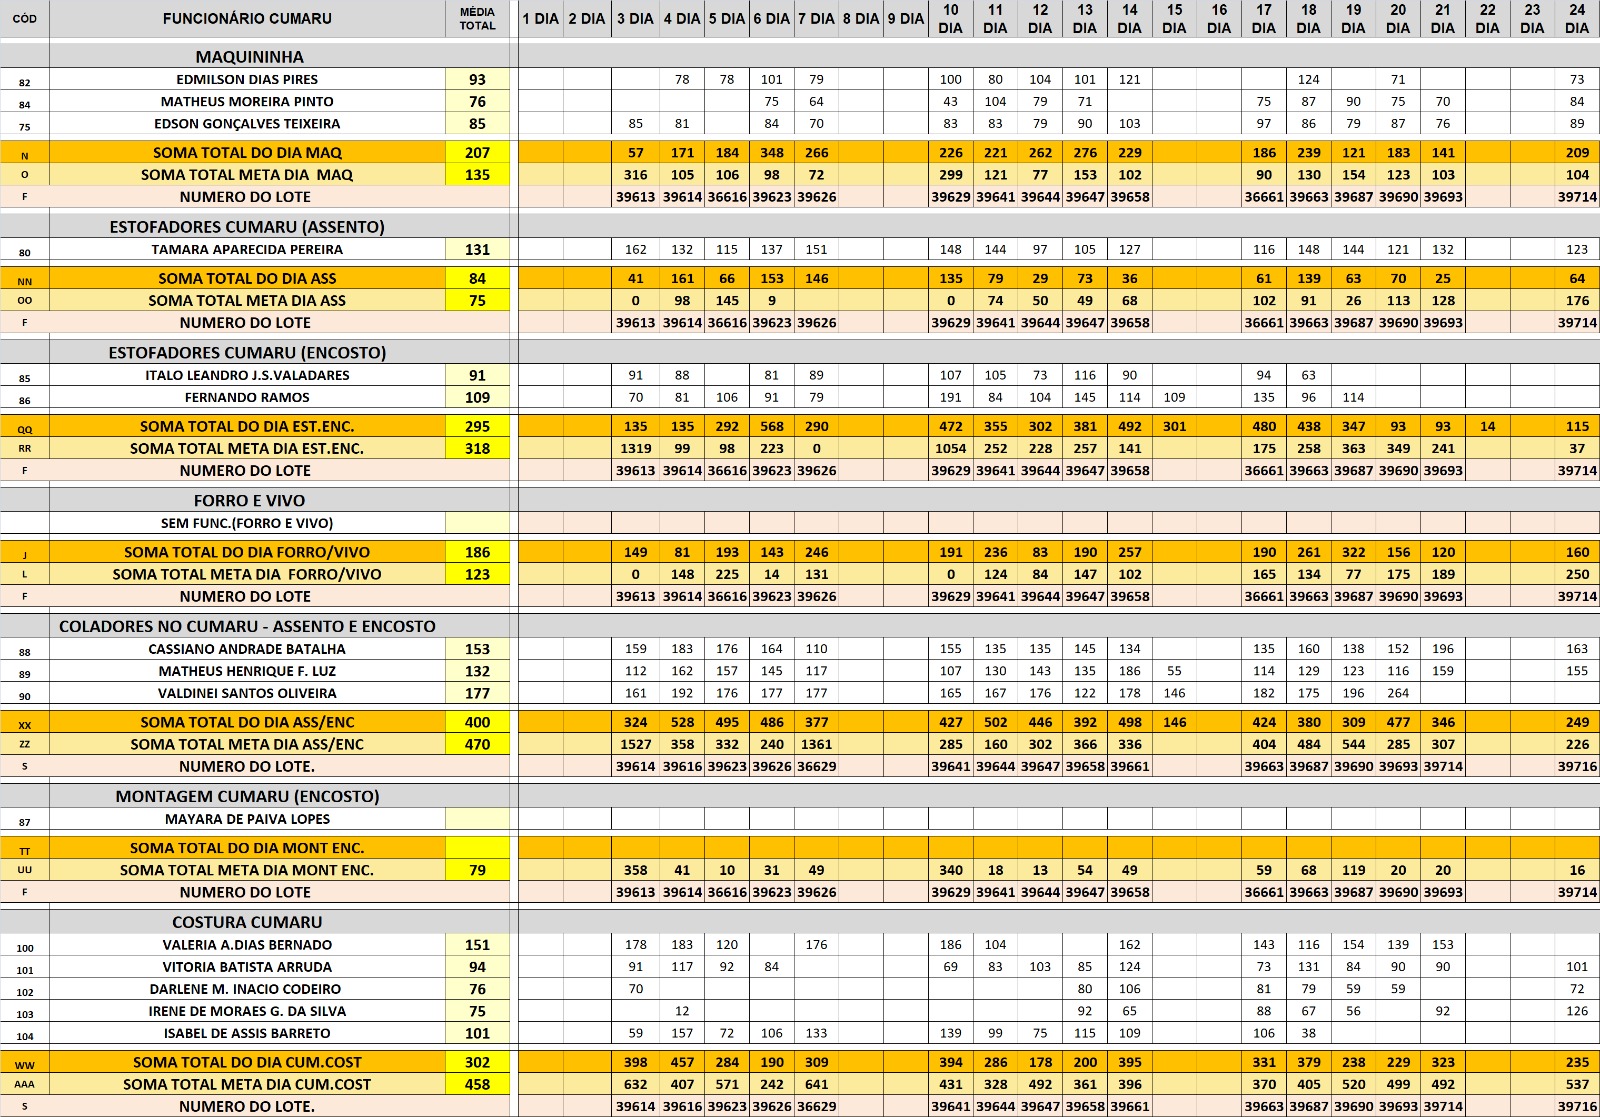 CÓD FUNCIONÁRIO CUMARU MÉDIA TOTAL 1 DIA 2 DIA 3 DIA 4 DIA 5 DIA 6 DIA 7 DIA 8 DIA 9 DIA 10 DIA 11 DIA 12 DIA 13 DIA 14 DIA 15 DIA 16 DIA 17 DIA 18 DIA 19 DIA 20 DIA 21 DIA 22 DIA 23 DIA 24 DIA
MAQUININHA
82 EDMILSON DIAS PIRES 93 78 78 101 79 100 80 104 101 121 124 71 73
84 MATHEUS MOREIRA PINTO 76 75 64 43 104 79 71 75 87 90 75 70 84
75 EDSON GONÇALVES TEIXEIRA 85 85 81 84 70 83 83 79 90 103 97 86 79 87 76 89
N SOMA TOTAL DO DIA MAQ 207 57 171 184 348 266 226 221 262 276 229 186 239 121 183 141 209
O SOMA TOTAL META DIA MAQ 135 316 105 106 98 72 299 121 77 153 102 90 130 154 123 103 104
F NUMERO DO LOTE 39613 39614 36616 39623 39626 39629 39641 39644 39647 39658 36661 39663 39687 39690 39693 39714
ESTOFADORES CUMARU (ASSENTO)
80 TAMARA APARECIDA PEREIRA 131 162 132 115 137 151 148 144 97 105 127 116 148 144 121 132 123
NN SOMA TOTAL DO DIA ASS 84 41 161 66 153 146 135 79 29 73 36 61 139 63 70 25 64
OO SOMA TOTAL META DIA ASS 75 0 98 145 9 0 74 50 49 68 102 91 26 113 128 176
F NUMERO DO LOTE 39613 39614 36616 39623 39626 39629 39641 39644 39647 39658 36661 39663 39687 39690 39693 39714
ESTOFADORES CUMARU (ENCOSTO)
85 ITALO LEANDRO J.S.VALADARES 91 91 88 81 89 107 105 73 116 90 94 63
86 FERNANDO RAMOS 109 70 81 106 91 79 191 84 104 145 114 109 135 96 114
QQ SOMA TOTAL DO DIA EST.ENC. 295 135 135 292 568 290 472 355 302 381 492 301 480 438 347 93 93 14 115
RR SOMA TOTAL META DIA EST.ENC. 318 1319 99 98 223 0 1054 252 228 257 141 175 258 363 349 241 37
F NUMERO DO LOTE 39613 39614 36616 39623 39626 39629 39641 39644 39647 39658 36661 39663 39687 39690 39693 39714
FORRO E VIVO
SEM FUNC.(FORRO E VIVO)
J SOMA TOTAL DO DIA FORRO/VIVO 186 149 81 193 143 246 191 236 83 190 257 190 261 322 156 120 160
L SOMA TOTAL META DIA FORRO/VIVO 123 0 148 225 14 131 0 124 84 147 102 165 134 77 175 189 250
F NUMERO DO LOTE 39613 39614 36616 39623 39626 39629 39641 39644 39647 39658 36661 39663 39687 39690 39693 39714
COLADORES NO CUMARU - ASSENTO E ENCOSTO
88 CASSIANO ANDRADE BATALHA 153 159 183 176 164 110 155 135 135 145 134 135 160 138 152 196 163
89 MATHEUS HENRIQUE F. LUZ 132 112 162 157 145 117 107 130 143 135 186 55 114 129 123 116 159 155
90 VALDINEI SANTOS OLIVEIRA 177 161 192 176 177 177 165 167 176 122 178 146 182 175 196 264
XX SOMA TOTAL DO DIA ASS/ENC 400 324 528 495 486 377 427 502 446 392 498 146 424 380 309 477 346 249
ZZ SOMA TOTAL META DIA ASS/ENC 470 1527 358 332 240 1361 285 160 302 366 336 404 484 544 285 307 226
S NUMERO DO LOTE. 39614 39616 39623 39626 36629 39641 39644 39647 39658 39661 39663 39687 39690 39693 39714 39716
MONTAGEM CUMARU (ENCOSTO)
87 MAYARA DE PAIVA LOPES
TT SOMA TOTAL DO DIA MONT ENC.
UU SOMA TOTAL META DIA MONT ENC. 79 358 41 10 31 49 340 18 13 54 49 59 68 119 20 20 16
F NUMERO DO LOTE 39613 39614 36616 39623 39626 39629 39641 39644 39647 39658 36661 39663 39687 39690 39693 39714
COSTURA CUMARU
100 VALERIA A.DIAS BERNADO 151 178 183 120 176 186 104 162 143 116 154 139 153
101 VITORIA BATISTA ARRUDA 94 91 117 92 84 69 83 103 85 124 73 131 84 90 90 101
102 DARLENE M. INACIO CODEIRO 76 70 80 106 81 79 59 59 72
103 IRENE DE MORAES G. DA SILVA 75 12 92 65 88 67 56 92 126
104 ISABEL DE ASSIS BARRETO 101 59 157 72 106 133 139 99 75 115 109 106 38
WW SOMA TOTAL DO DIA CUM.COST 302 398 457 284 190 309 394 286 178 200 395 331 379 238 229 323 235
AAA SOMA TOTAL META DIA CUM.COST 458 632 407 571 242 641 431 328 492 361 396 370 405 520 499 492 537
S NUMERO DO LOTE. 39614 39616 39623 39626 36629 39641 39644 39647 39658 39661 39663 39687 39690 39693 39714 39716